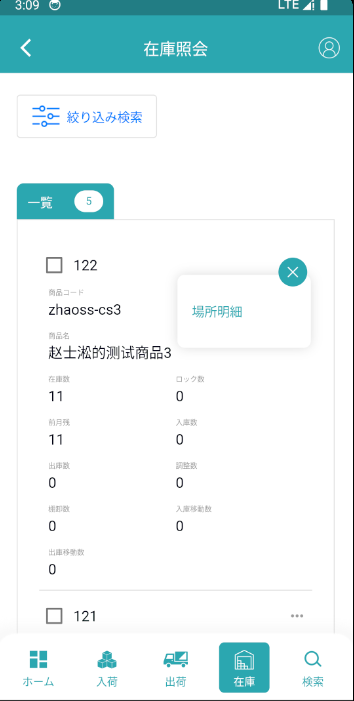 3:09
LTE
在庫照会
絞り込み検索
一覧 5
122
商品コード
zhaoss-cs3
場所明細
商品名
赵士淞的测试商品3
在庫数 ロック数
11 0
前月残 入庫数
11 0
出庫数 調整数
0 0
棚卸数 入庫移動数
0 0
出庫移動数
0
121
ホーム 入荷 出荷 在庫 検索